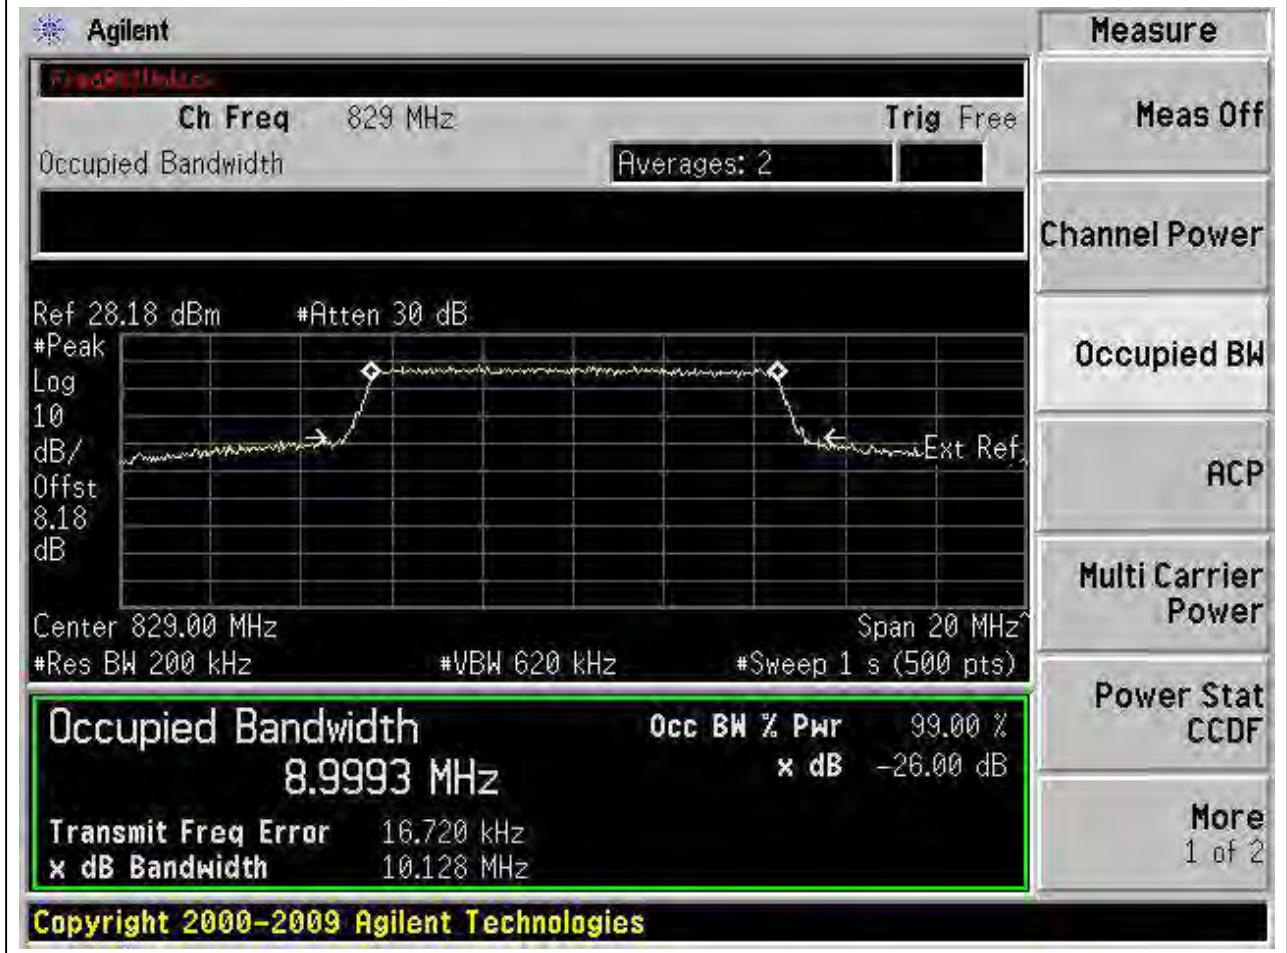 Agilent
Measure
Ch Freq 829 MHz Trig Free
Occupied Bandwidth Averages: 2
Ref 28.18 dBm #Atten 30 dB
#Peak
Log
10
dB/
Offst
8.18
dB
Ext Ref
Center 829.00 MHz Span 20 MHz^
#Res BW 200 kHz #VBW 620 kHz #Sweep 1 s (500 pts)
Occupied Bandwidth Occ BW % Pwr 99.00 %
8.9993 MHz x dB -26.00 dB
Transmit Freq Error 16.720 kHz
x dB Bandwidth 10.128 MHz
Copyright 2000-2009 Agilent Technologies
Meas Off
Channel Power
Occupied BW
ACP
Multi Carrier
Power
Power Stat
CCDF
More
1 of 2